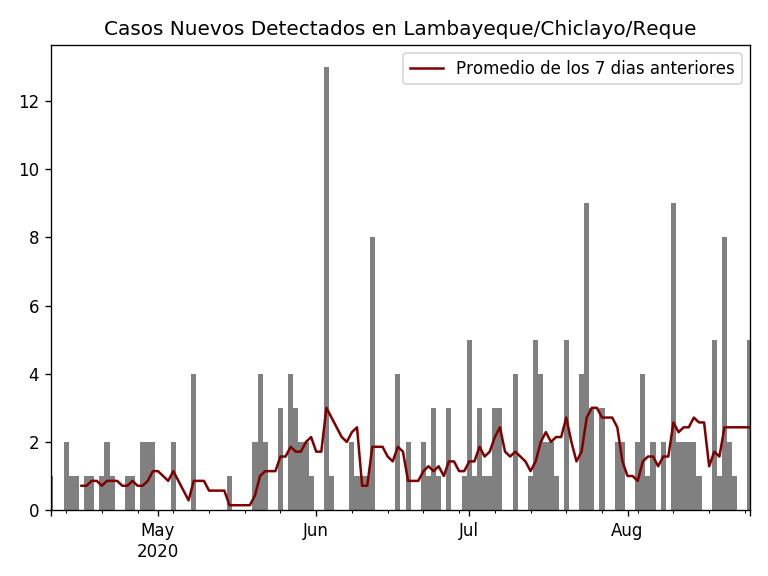 Casos Nuevos Detectados en Lambayeque/Chiclayo/Reque
Promedio de los 7 dias anteriores
12
10
8
6
4
2
0
May Jun Jul Aug
2020